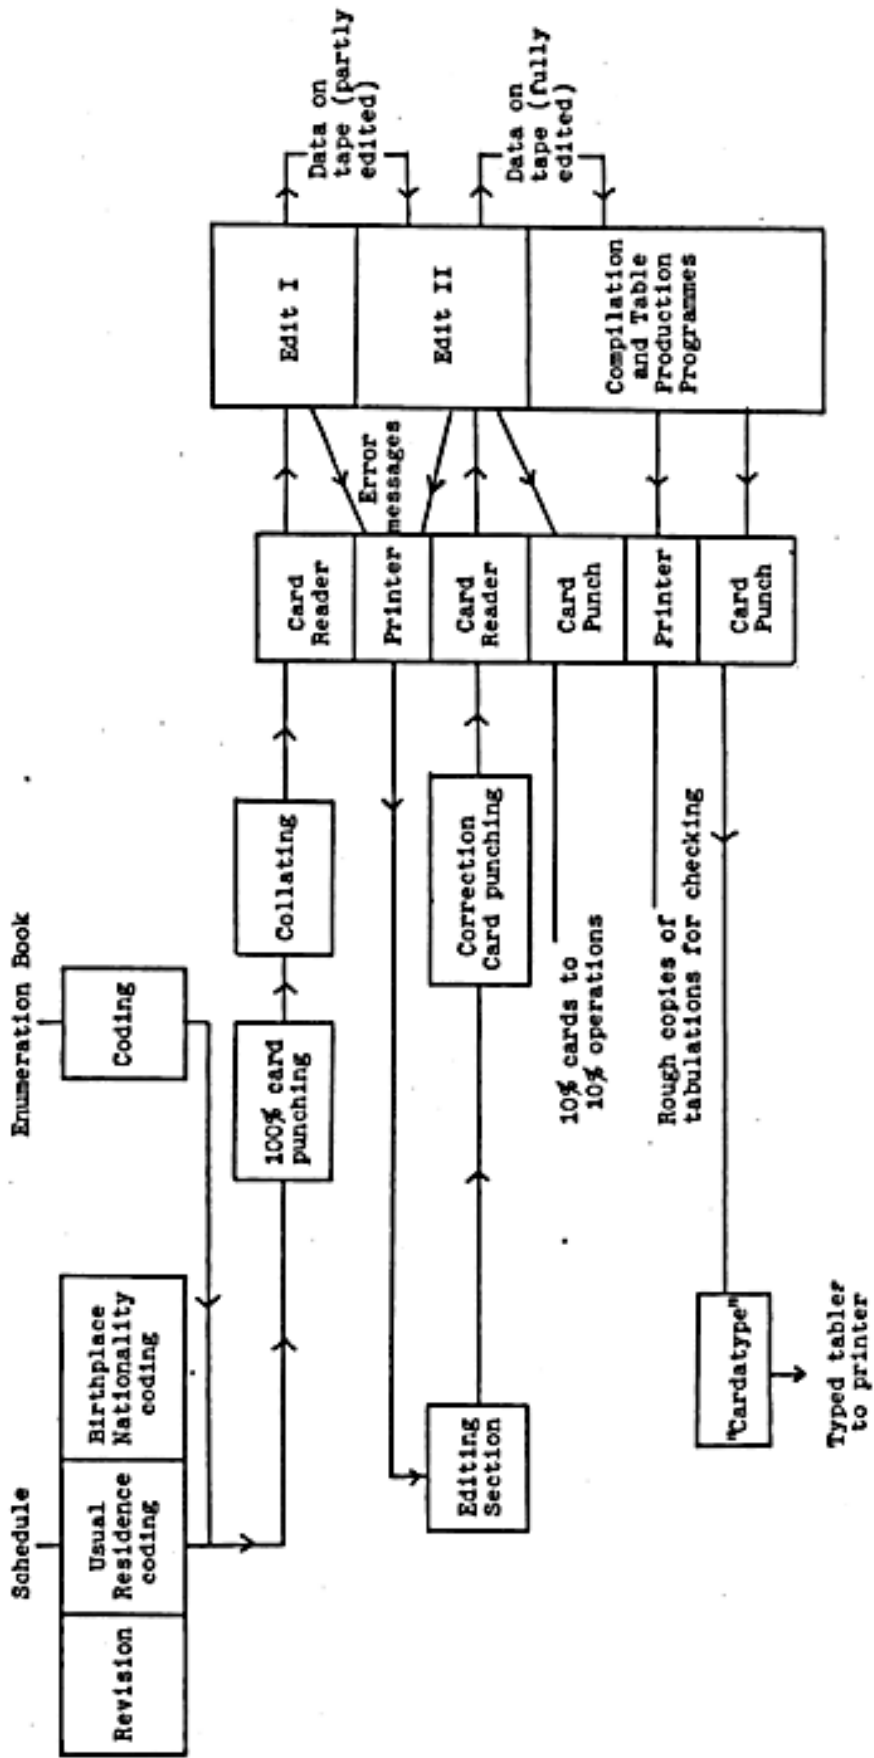 Schedule
Enumeration Book
Revision
Usual
Residence
coding
Birthplace
Nationality
coding
Coding
100% card
punching
Collating
Card
Reader
Edit I
Data on
tape (partly
edited)
Printer
Error
messages
Editing
Section
Correction
Card punching
Card
Reader
Edit II
Data on
tape (fully
edited)
10% cards to
10% operations
Card
Punch
Rough copies of
tabulations for checking
Printer
Compilation
and Table
Production
Programmes
"Cardatype"
Card
Punch
Typed tables
to printer